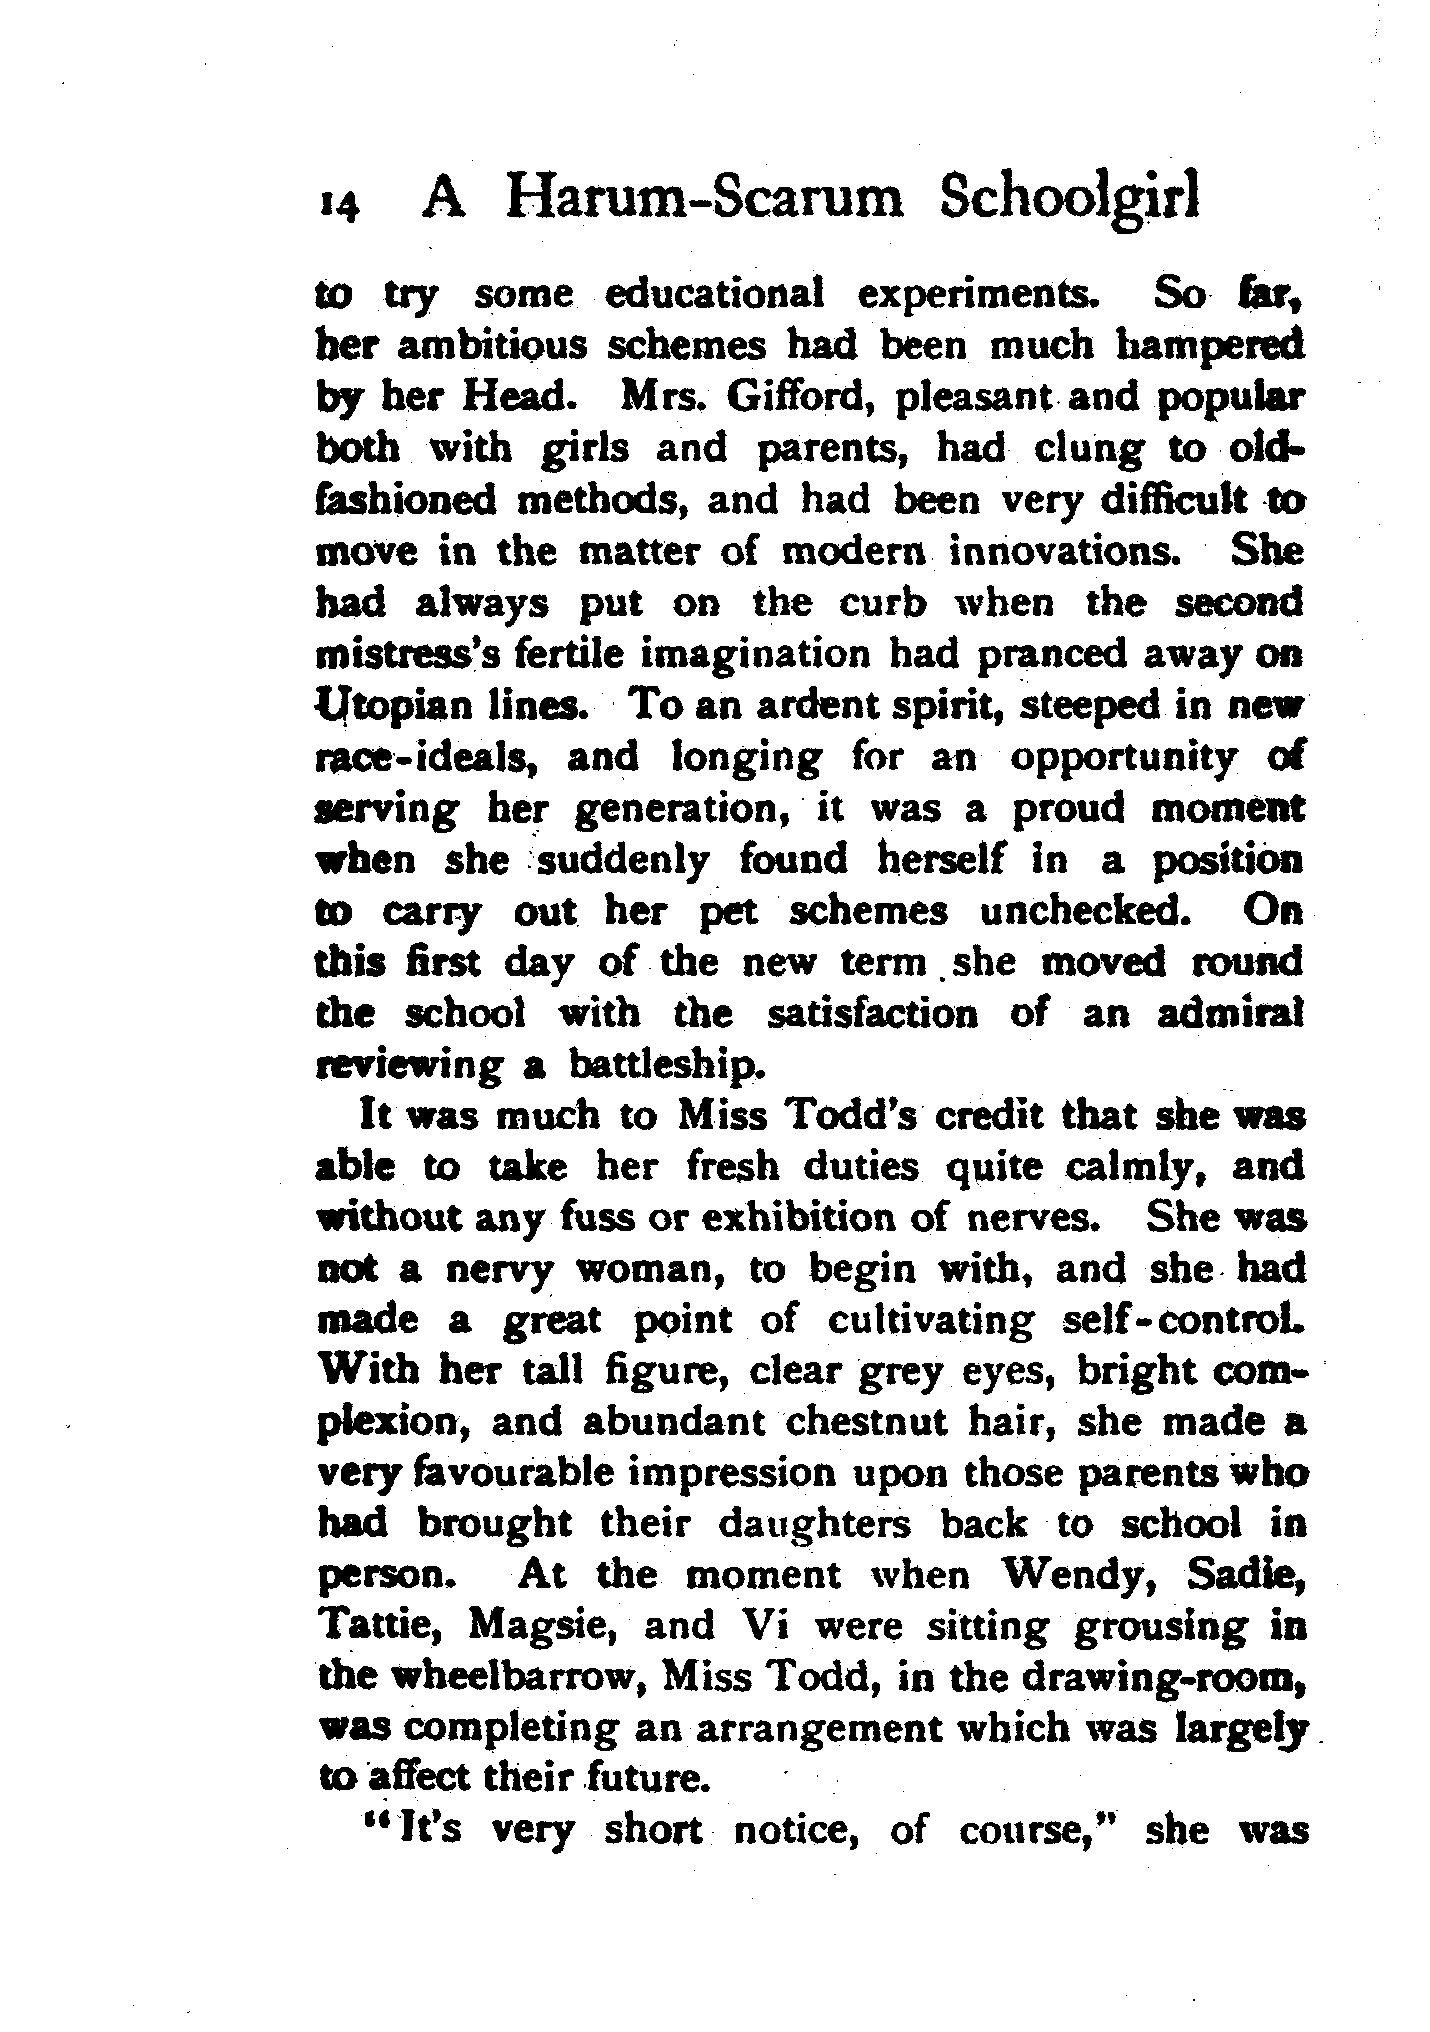 14 A Harum-Scarum Schoolgirl
to try some educational experiments. So far,
her ambitious schemes had been much hampered
by her Head. Mrs. Gifford, pleasant and popular
both with girls and parents, had clung to old-
fashioned methods, and had been very difficult to
move in the matter of modern innovations. She
had always put on the curb when the second
mistress's fertile imagination had pranced away on
Utopian lines. To an ardent spirit, steeped in new
race-ideals, and longing for an opportunity of
serving her generation, it was a proud moment
when she suddenly found herself in a position
to carry out her pet schemes unchecked. On
this first day of the new term she moved round
the school with the satisfaction of an admiral
reviewing a battleship.
It was much to Miss Todd's credit that she was
able to take her fresh duties quite calmly, and
without any fuss or exhibition of nerves. She was
not a nervy woman, to begin with, and she had
made a great point of cultivating self-control.
With her tall figure, clear grey eyes, bright com-
plexion, and abundant chestnut hair, she made a
very favourable impression upon those parents who
had brought their daughters back to school in
person. At the moment when Wendy, Sadie,
Tattie, Magsie, and Vi were sitting grousing in
the wheelbarrow, Miss Todd, in the drawing-room,
was completing an arrangement which was largely
to affect their future.
"It's very short notice, of course," she was